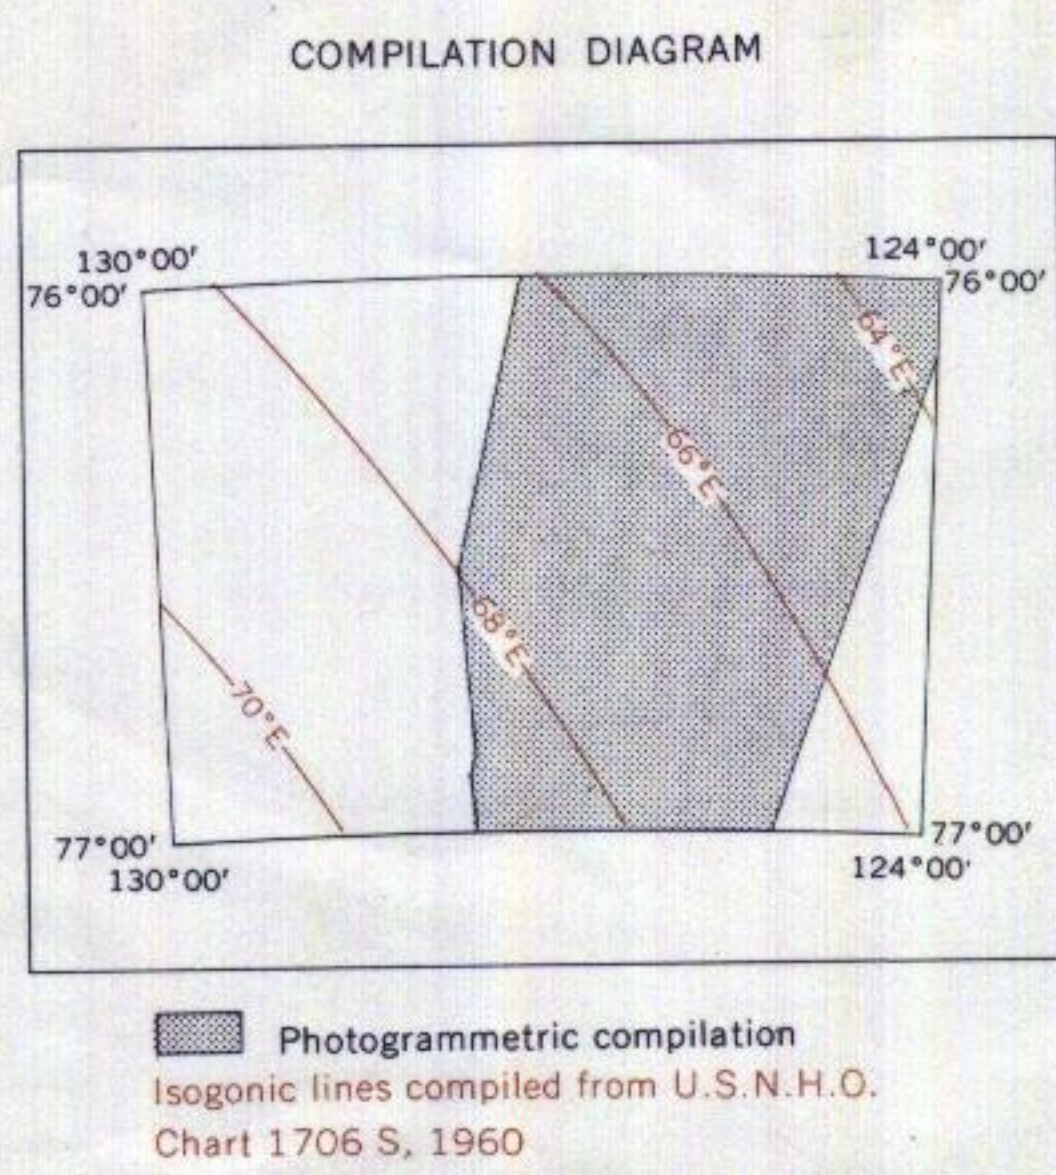 COMPILATION DIAGRAM
130°00′
124°00′
76°00′
76°00′
64°E
66°E
68°E
70°E
77°00′
77°00′
130°00′
124°00′
Photogrammetric compilation
Isogonic lines compiled from U.S.N.H.O.
Chart 1706 S, 1960